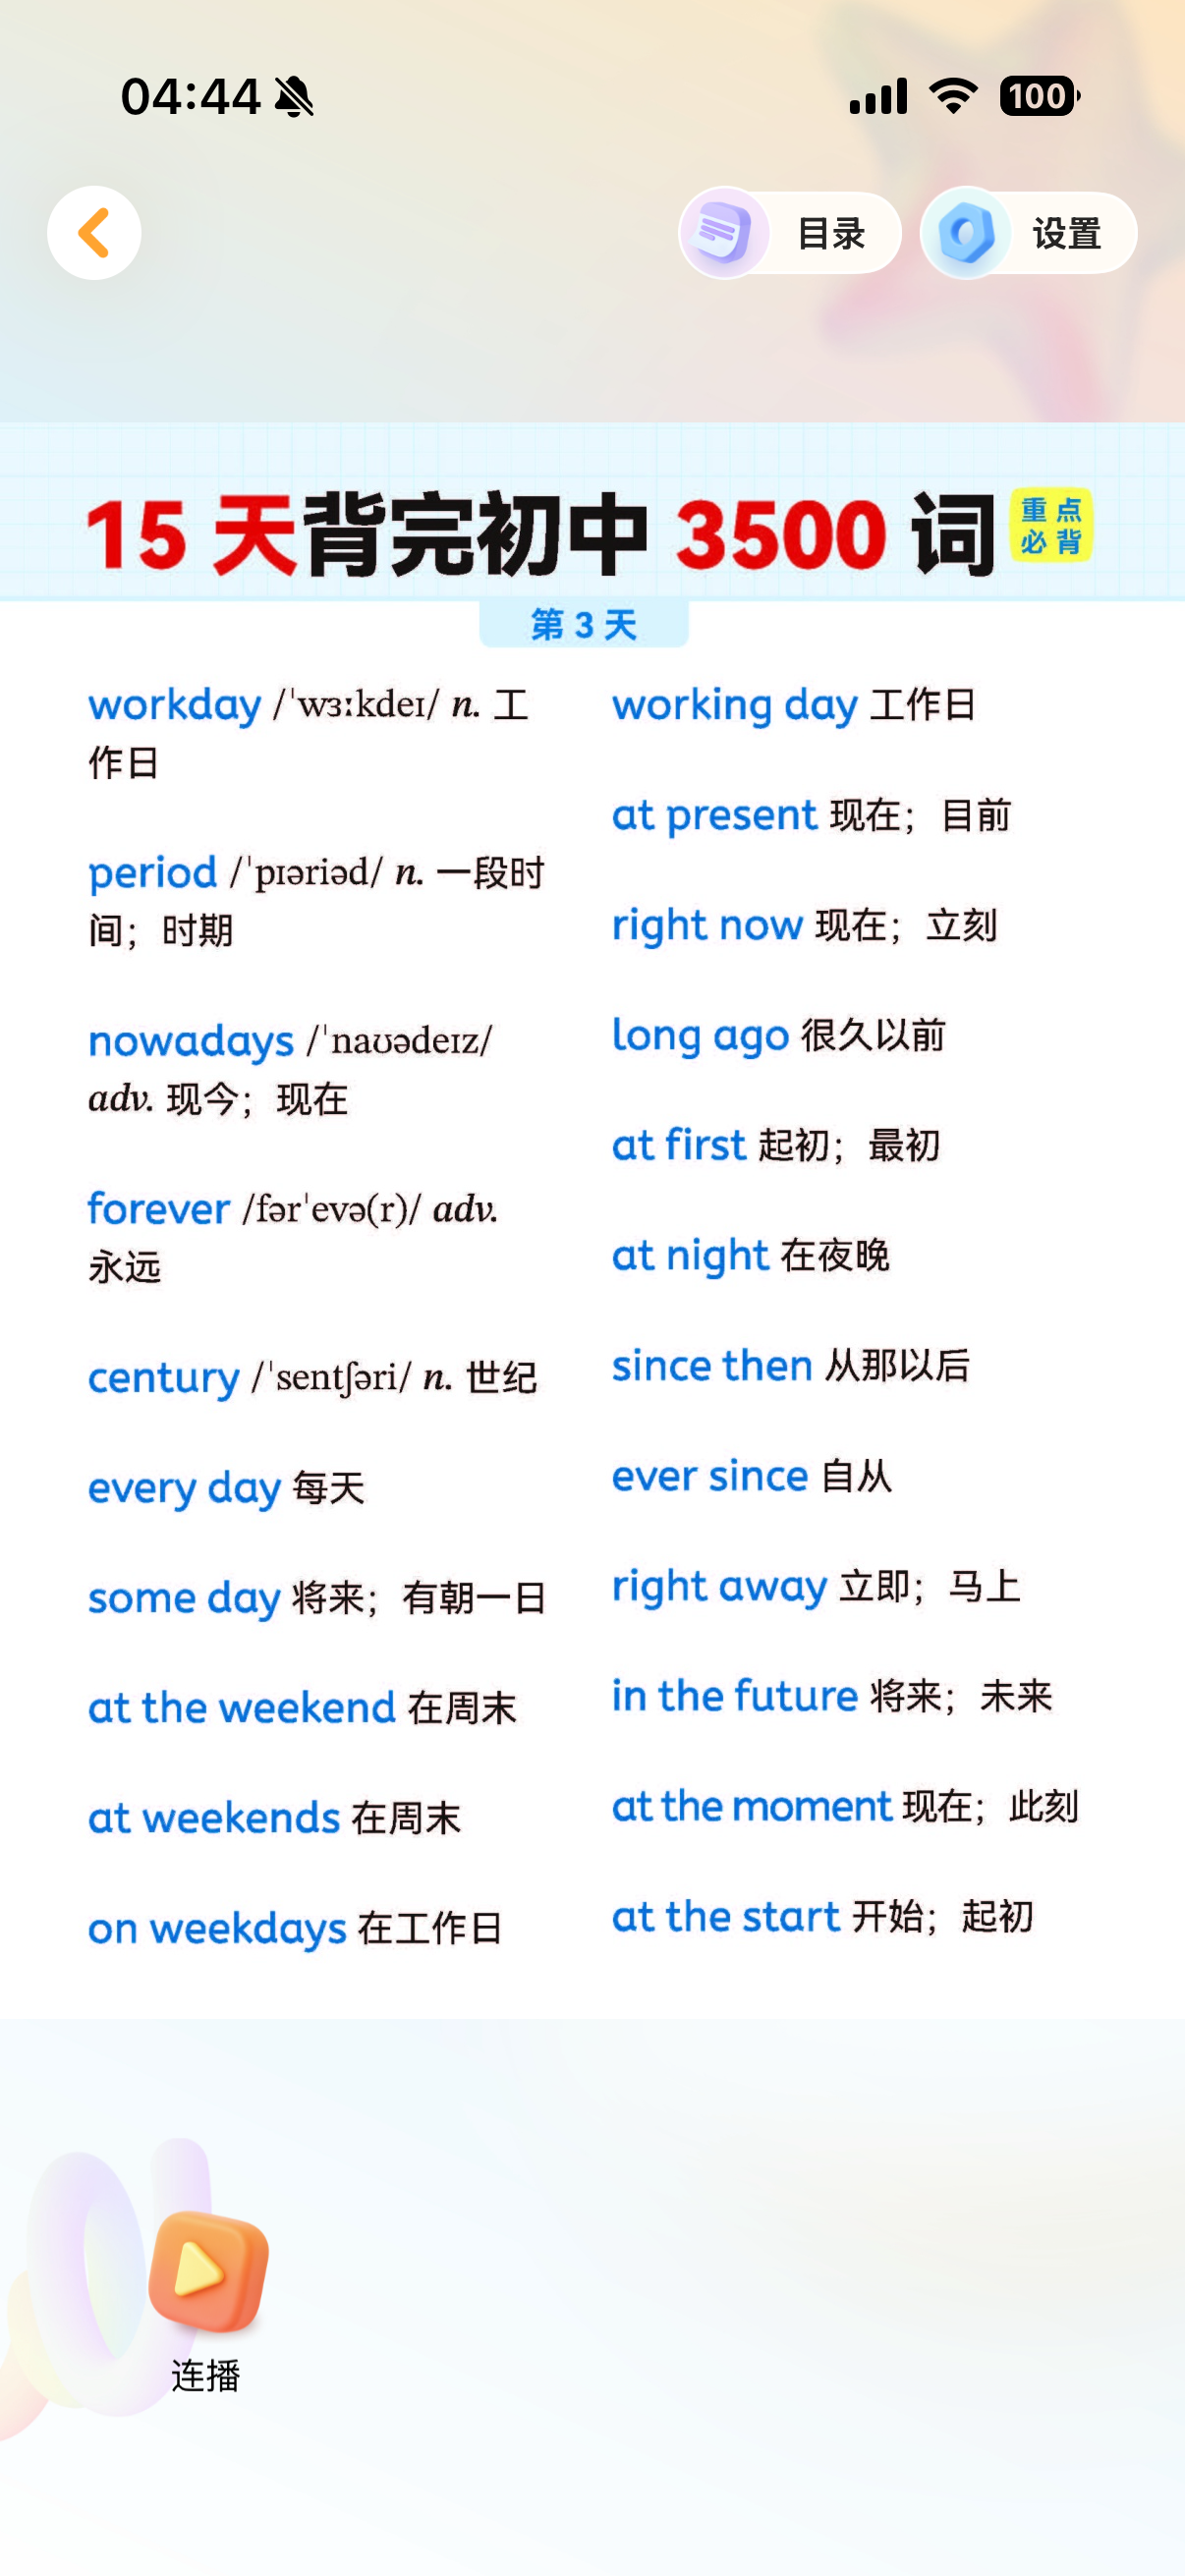 04:44
100
目录
设置
15 天背完初中 3500 词
重点
必背
第 3 天
workday /ˈwɜːkdeɪ/ n. 工
作日
period /ˈpɪəriəd/ n. 一段时
间；时期
nowadays /ˈnaʊədeɪz/
adv. 现今；现在
forever /fərˈevə(r)/ adv.
永远
century /ˈsentʃəri/ n. 世纪
every day 每天
some day 将来；有朝一日
at the weekend 在周末
at weekends 在周末
on weekdays 在工作日
working day 工作日
at present 现在；目前
right now 现在；立刻
long ago 很久以前
at first 起初；最初
at night 在夜晚
since then 从那以后
ever since 自从
right away 立即；马上
in the future 将来；未来
at the moment 现在；此刻
at the start 开始；起初
连播